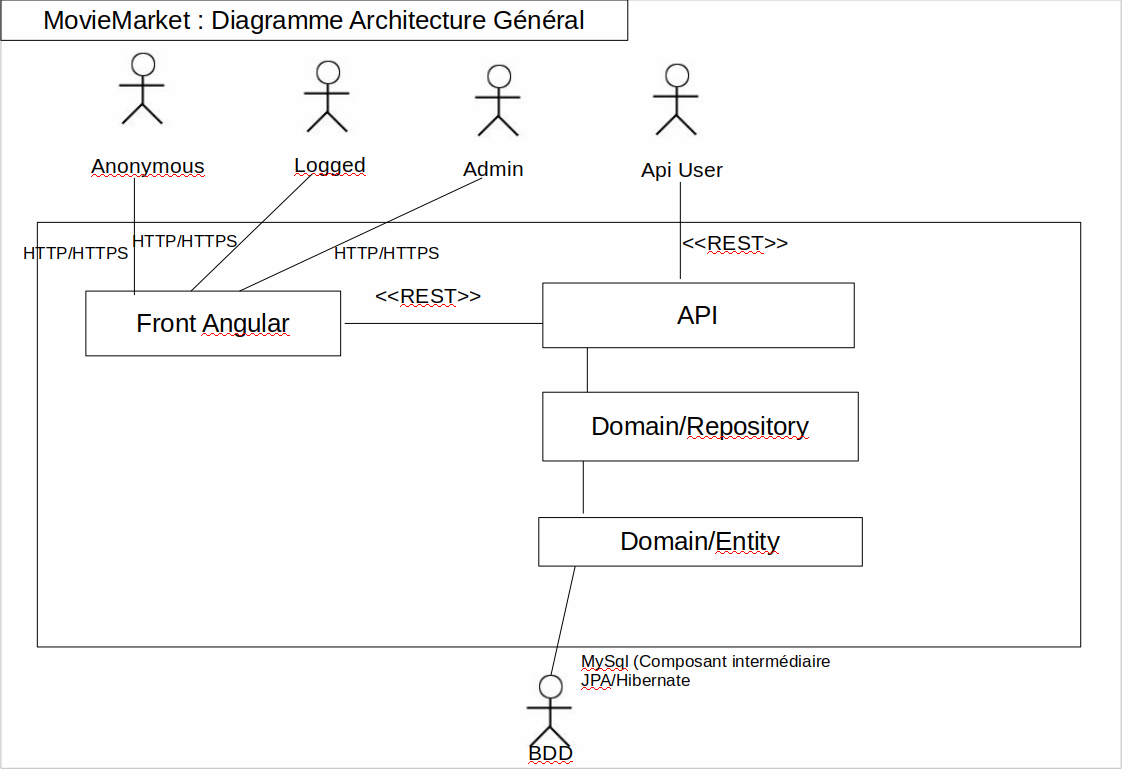 MovieMarket : Diagramme Architecture Général
Anonymous
Logged
Admin
Api User
HTTP/HTTPS
HTTP/HTTPS
HTTP/HTTPS
<<REST>>
<<REST>>
Front Angular
API
Domain/Repository
Domain/Entity
MySql (Composant intermédiaire
JPA/Hibernate
BDD